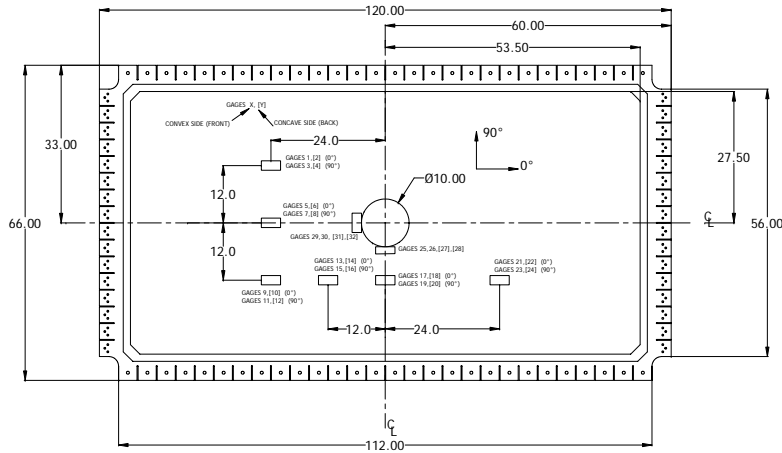 120.00
60.00
53.50
GAGES X, [Y]
CONVEX SIDE (FRONT)
CONCAVE SIDE (BACK)
24.0
90°
0°
33.00
27.50
GAGES 1,[2] (0°)
GAGES 3,[4] (90°)
12.0
Ø10.00
66.00
GAGES 5,[6] (0°)
GAGES 7,[8] (90°)
56.00
GAGES 29,30, [31],[32]
12.0
GAGES 25,26,[27],[28]
GAGES 13,[14] (0°)
GAGES 15,[16] (90°)
GAGES 21,[22] (0°)
GAGES 23,[24] (90°)
GAGES 17,[18] (0°)
GAGES 19,[20] (90°)
GAGES 9,[10] (0°)
GAGES 11,[12] (90°)
12.0
24.0
CL
CL
112.00